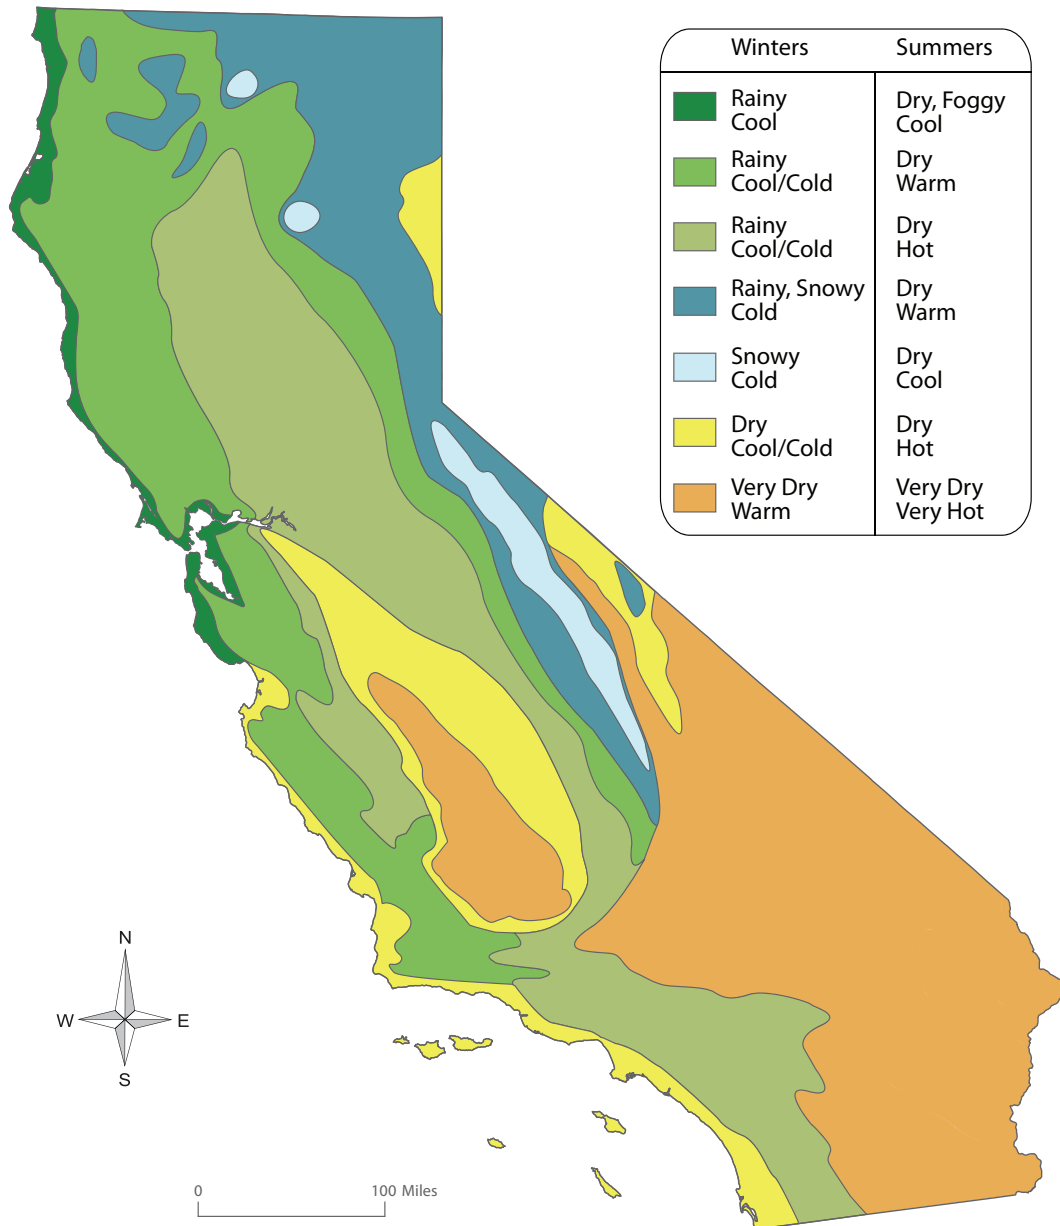 Winters Summers
Rainy Dry, Foggy
Cool Cool
Rainy Dry
Cool/Cold Warm
Rainy Dry
Cool/Cold Hot
Rainy, Snowy Dry
Cold Warm
Snowy Dry
Cold Cool
Dry Dry
Cool/Cold Hot
Very Dry Very Dry
Warm Very Hot
N
W E
S
0 100 Miles